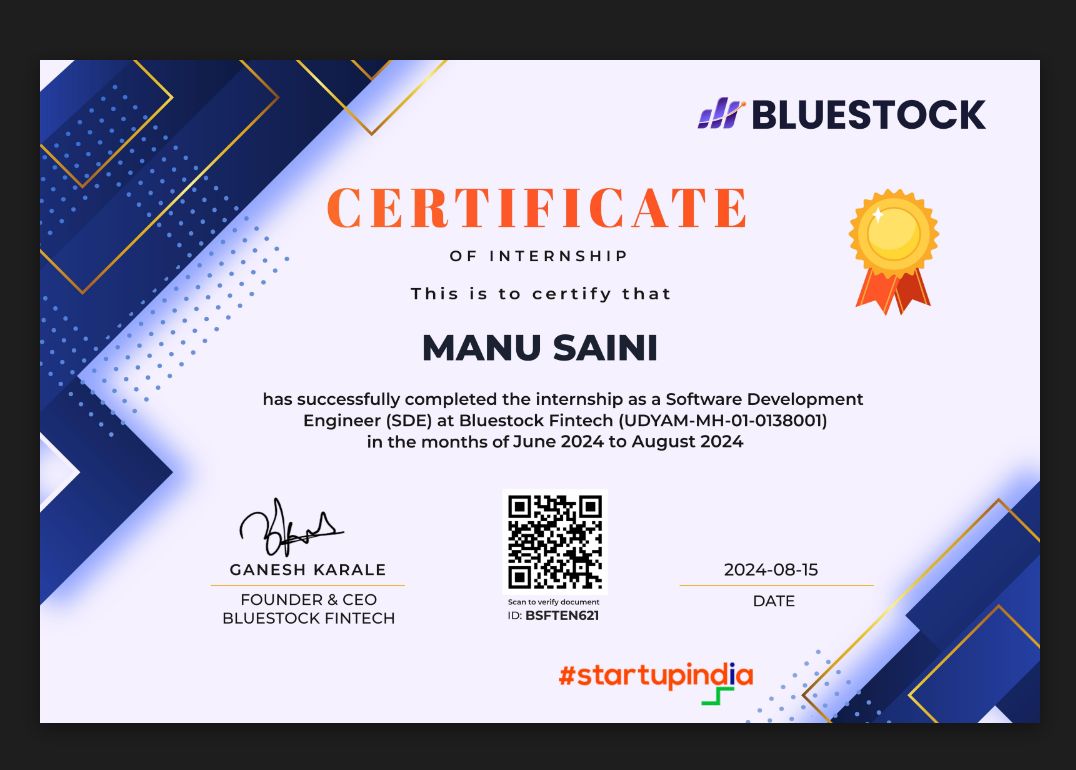 BLUESTOCK
CERTIFICATE
OF INTERNSHIP
This is to certify that
MANU SAINI
has successfully completed the internship as a Software Development
Engineer (SDE) at Bluestock Fintech (UDYAM-MH-01-0138001)
in the months of June 2024 to August 2024
GANESH KARALE
FOUNDER & CEO
BLUESTOCK FINTECH
Scan to verify document
ID: BSFTEN621
2024-08-15
DATE
#startupindia